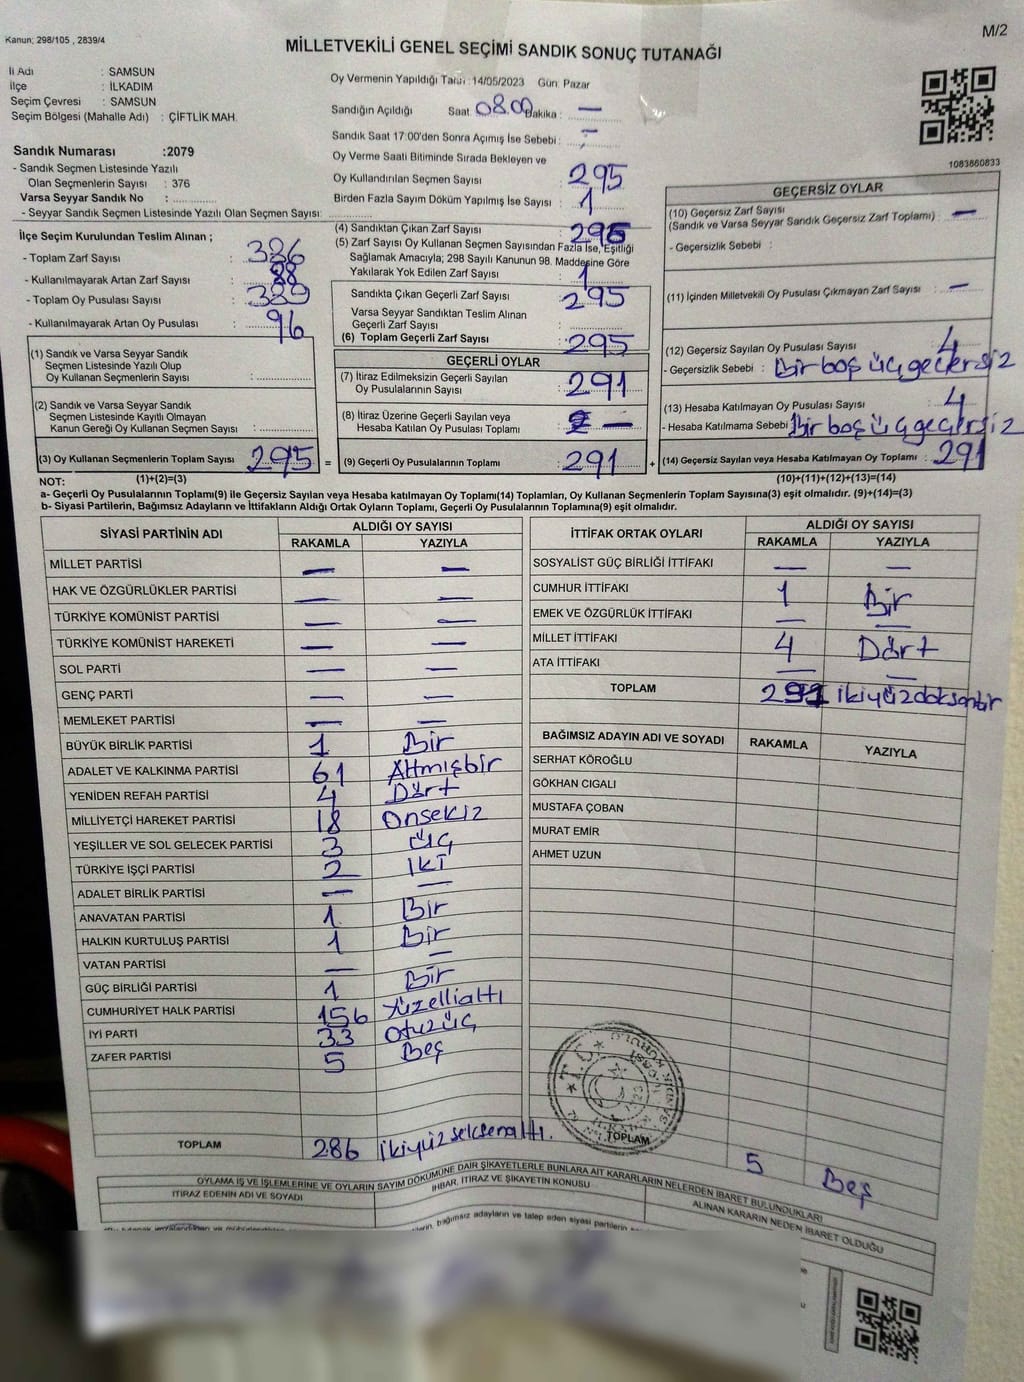 Kanun; 298/105 , 2839/4
M/2
MİLLETVEKİLİ GENEL SEÇİMİ SANDIK SONUÇ TUTANAĞI
İli Adı : SAMSUN
İlçe : İLKADIM
Seçim Çevresi : SAMSUN
Seçim Bölgesi (Mahalle Adı) : ÇİFTLİK MAH.
Sandık Numarası :2079
- Sandık Seçmen Listesinde Yazılı
Olan Seçmenlerin Sayısı : 376
Varsa Seyyar Sandık No :
- Seyyar Sandık Seçmen Listesinde Yazılı Olan Seçmen Sayısı:
Oy Vermenin Yapıldığı Tarih : 14/05/2023 Gün: Pazar
Sandığın Açıldığı Saat 08.00 Dakika : —
Sandık Saat 17:00'den Sonra Açımış İse Sebebi : —
Oy Verme Saati Bitiminde Sırada Bekleyen ve
Oy Kullandırılan Seçmen Sayısı : 295
Birden Fazla Sayım Döküm Yapılmış İse Sayısı : 1
(4) Sandıktan Çıkan Zarf Sayısı : 296
(5) Zarf Sayısı Oy Kullanan Seçmen Sayısından Fazla İse, Eşitliği
Sağlamak Amacıyla; 298 Sayılı Kanunun 98. Maddesine Göre
Yakılarak Yok Edilen Zarf Sayısı : 1
1083860833
İlçe Seçim Kurulundan Teslim Alınan ;
- Toplam Zarf Sayısı : 386
- Kullanılmayarak Artan Zarf Sayısı : 88
- Toplam Oy Pusulası Sayısı :
- Kullanılmayarak Artan Oy Pusulası : 96
Sandıkta Çıkan Geçerli Zarf Sayısı : 295
Varsa Seyyar Sandıktan Teslim Alınan
Geçerli Zarf Sayısı :
(6) Toplam Geçerli Zarf Sayısı : 295
GEÇERSİZ OYLAR
(10) Geçersiz Zarf Sayısı
(Sandık ve Varsa Seyyar Sandık Geçersiz Zarf Toplamı) : —
- Geçersizlik Sebebi :
(11) İçinden Milletvekili Oy Pusulası Çıkmayan Zarf Sayısı : —
(12) Geçersiz Sayılan Oy Pusulası Sayısı : 4
- Geçersizlik Sebebi : Bir boş üç geçersiz
(13) Hesaba Katılmayan Oy Pusulası Sayısı : 4
- Hesaba Katılmama Sebebi : Bir boş üç geçersiz
(1) Sandık ve Varsa Seyyar Sandık
Seçmen Listesinde Yazılı Olup
Oy Kullanan Seçmenlerin Sayısı :
(2) Sandık ve Varsa Seyyar Sandık
Seçmen Listesinde Kayıtlı Olmayan
Kanun Gereği Oy Kullanan Seçmen Sayısı :
GEÇERLİ OYLAR
(7) İtiraz Edilmeksizin Geçerli Sayılan
Oy Pusulalarının Sayısı : 291
(8) İtiraz Üzerine Geçerli Sayılan veya
Hesaba Katılan Oy Pusulası Toplamı : —
(3) Oy Kullanan Seçmenlerin Toplam Sayısı : 295 = (9) Geçerli Oy Pusulalarının Toplamı : 291 + (14) Geçersiz Sayılan veya Hesaba Katılmayan Oy Toplamı : 291
NOT: (1)+(2)=(3) (10)+(11)+(12)+(13)=(14)
a- Geçerli Oy Pusulalarının Toplamı(9) ile Geçersiz Sayılan veya Hesaba katılmayan Oy Toplamı(14) Toplamları, Oy Kullanan Seçmenlerin Toplam Sayısına(3) eşit olmalıdır. (9)+(14)=(3)
b- Siyasi Partilerin, Bağımsız Adayların ve İttifakların Aldığı Ortak Oyların Toplamı, Geçerli Oy Pusulalarının Toplamına(9) eşit olmalıdır.
SİYASİ PARTİNİN ADI ALDIĞI OY SAYISI
RAKAMLA YAZIYLA
MİLLET PARTİSİ — —
HAK VE ÖZGÜRLÜKLER PARTİSİ — —
TÜRKİYE KOMÜNİST PARTİSİ — —
TÜRKİYE KOMÜNİST HAREKETİ — —
SOL PARTİ — —
GENÇ PARTİ — —
MEMLEKET PARTİSİ — —
BÜYÜK BİRLİK PARTİSİ 1 Bir
ADALET VE KALKINMA PARTİSİ 61 Altmışbir
YENİDEN REFAH PARTİSİ 4 Dört
MİLLİYETÇİ HAREKET PARTİSİ 18 Onsekiz
YEŞİLLER VE SOL GELECEK PARTİSİ 3 üç
TÜRKİYE İŞÇİ PARTİSİ 2 İki
ADALET BİRLİK PARTİSİ — —
ANAVATAN PARTİSİ 1 Bir
HALKIN KURTULUŞ PARTİSİ 1 Bir
VATAN PARTİSİ — —
GÜÇ BİRLİĞİ PARTİSİ 1 Bir
CUMHURİYET HALK PARTİSİ 156 Yüzellialtı
İYİ PARTİ 33 Otuzüç
ZAFER PARTİSİ 5 Beş
TOPLAM 286 ikiyüzseksenaltı.
İTTİFAK ORTAK OYLARI ALDIĞI OY SAYISI
RAKAMLA YAZIYLA
SOSYALİST GÜÇ BİRLİĞİ İTTİFAKI — —
CUMHUR İTTİFAKI 1 Bir
EMEK VE ÖZGÜRLÜK İTTİFAKI — —
MİLLET İTTİFAKI 4 Dört
ATA İTTİFAKI — —
TOPLAM 291 ikiyüzdoksanbir
BAĞIMSIZ ADAYIN ADI VE SOYADI RAKAMLA YAZIYLA
SERHAT KÖROĞLU
GÖKHAN CIGALI
MUSTAFA ÇOBAN
MURAT EMİR
AHMET UZUN
TOPLAM 5 Beş
OYLAMA İŞ VE İŞLEMLERİNE VE OYLARIN SAYIM DÖKÜMÜNE DAİR ŞİKAYETLERLE BUNLARA AİT KARARLARIN NELERDEN İBARET BULUNDUKLARI
İTİRAZ EDENİN ADI VE SOYADI İHBAR, İTİRAZ VE ŞİKAYETİN KONUSU ALINAN KARARIN NEDEN İBARET OLDUĞU
bağımsız adayların ve talep eden siyasi partilerin